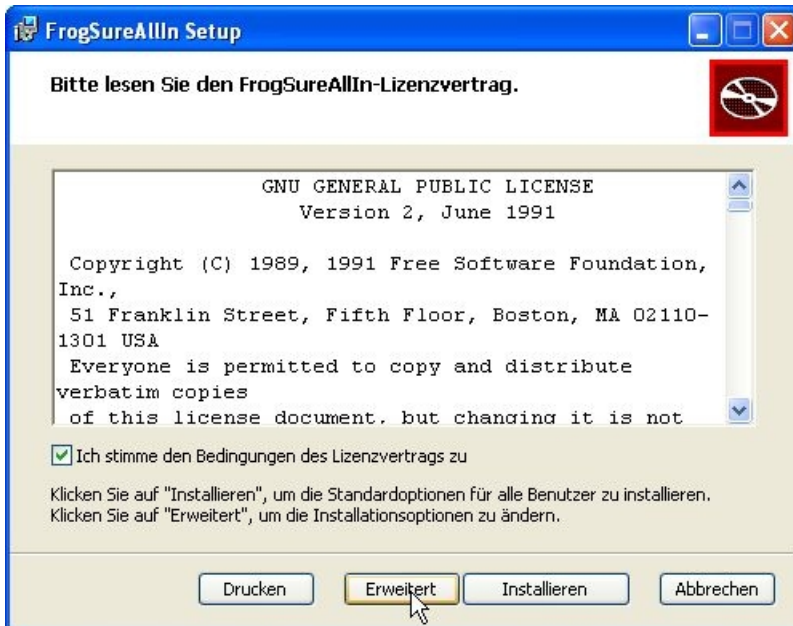 FrogSureAllIn Setup
Bitte lesen Sie den FrogSureAllIn-Lizenzvertrag.
GNU GENERAL PUBLIC LICENSE
Version 2, June 1991
Copyright (C) 1989, 1991 Free Software Foundation,
Inc.,
51 Franklin Street, Fifth Floor, Boston, MA 02110-
1301 USA
Everyone is permitted to copy and distribute
verbatim copies
of this license document, but changing it is not
Ich stimme den Bedingungen des Lizenzvertrags zu
Klicken Sie auf "Installieren", um die Standardoptionen für alle Benutzer zu installieren.
Klicken Sie auf "Erweitert", um die Installationsoptionen zu ändern.
Drucken Erweitert Installieren Abbrechen